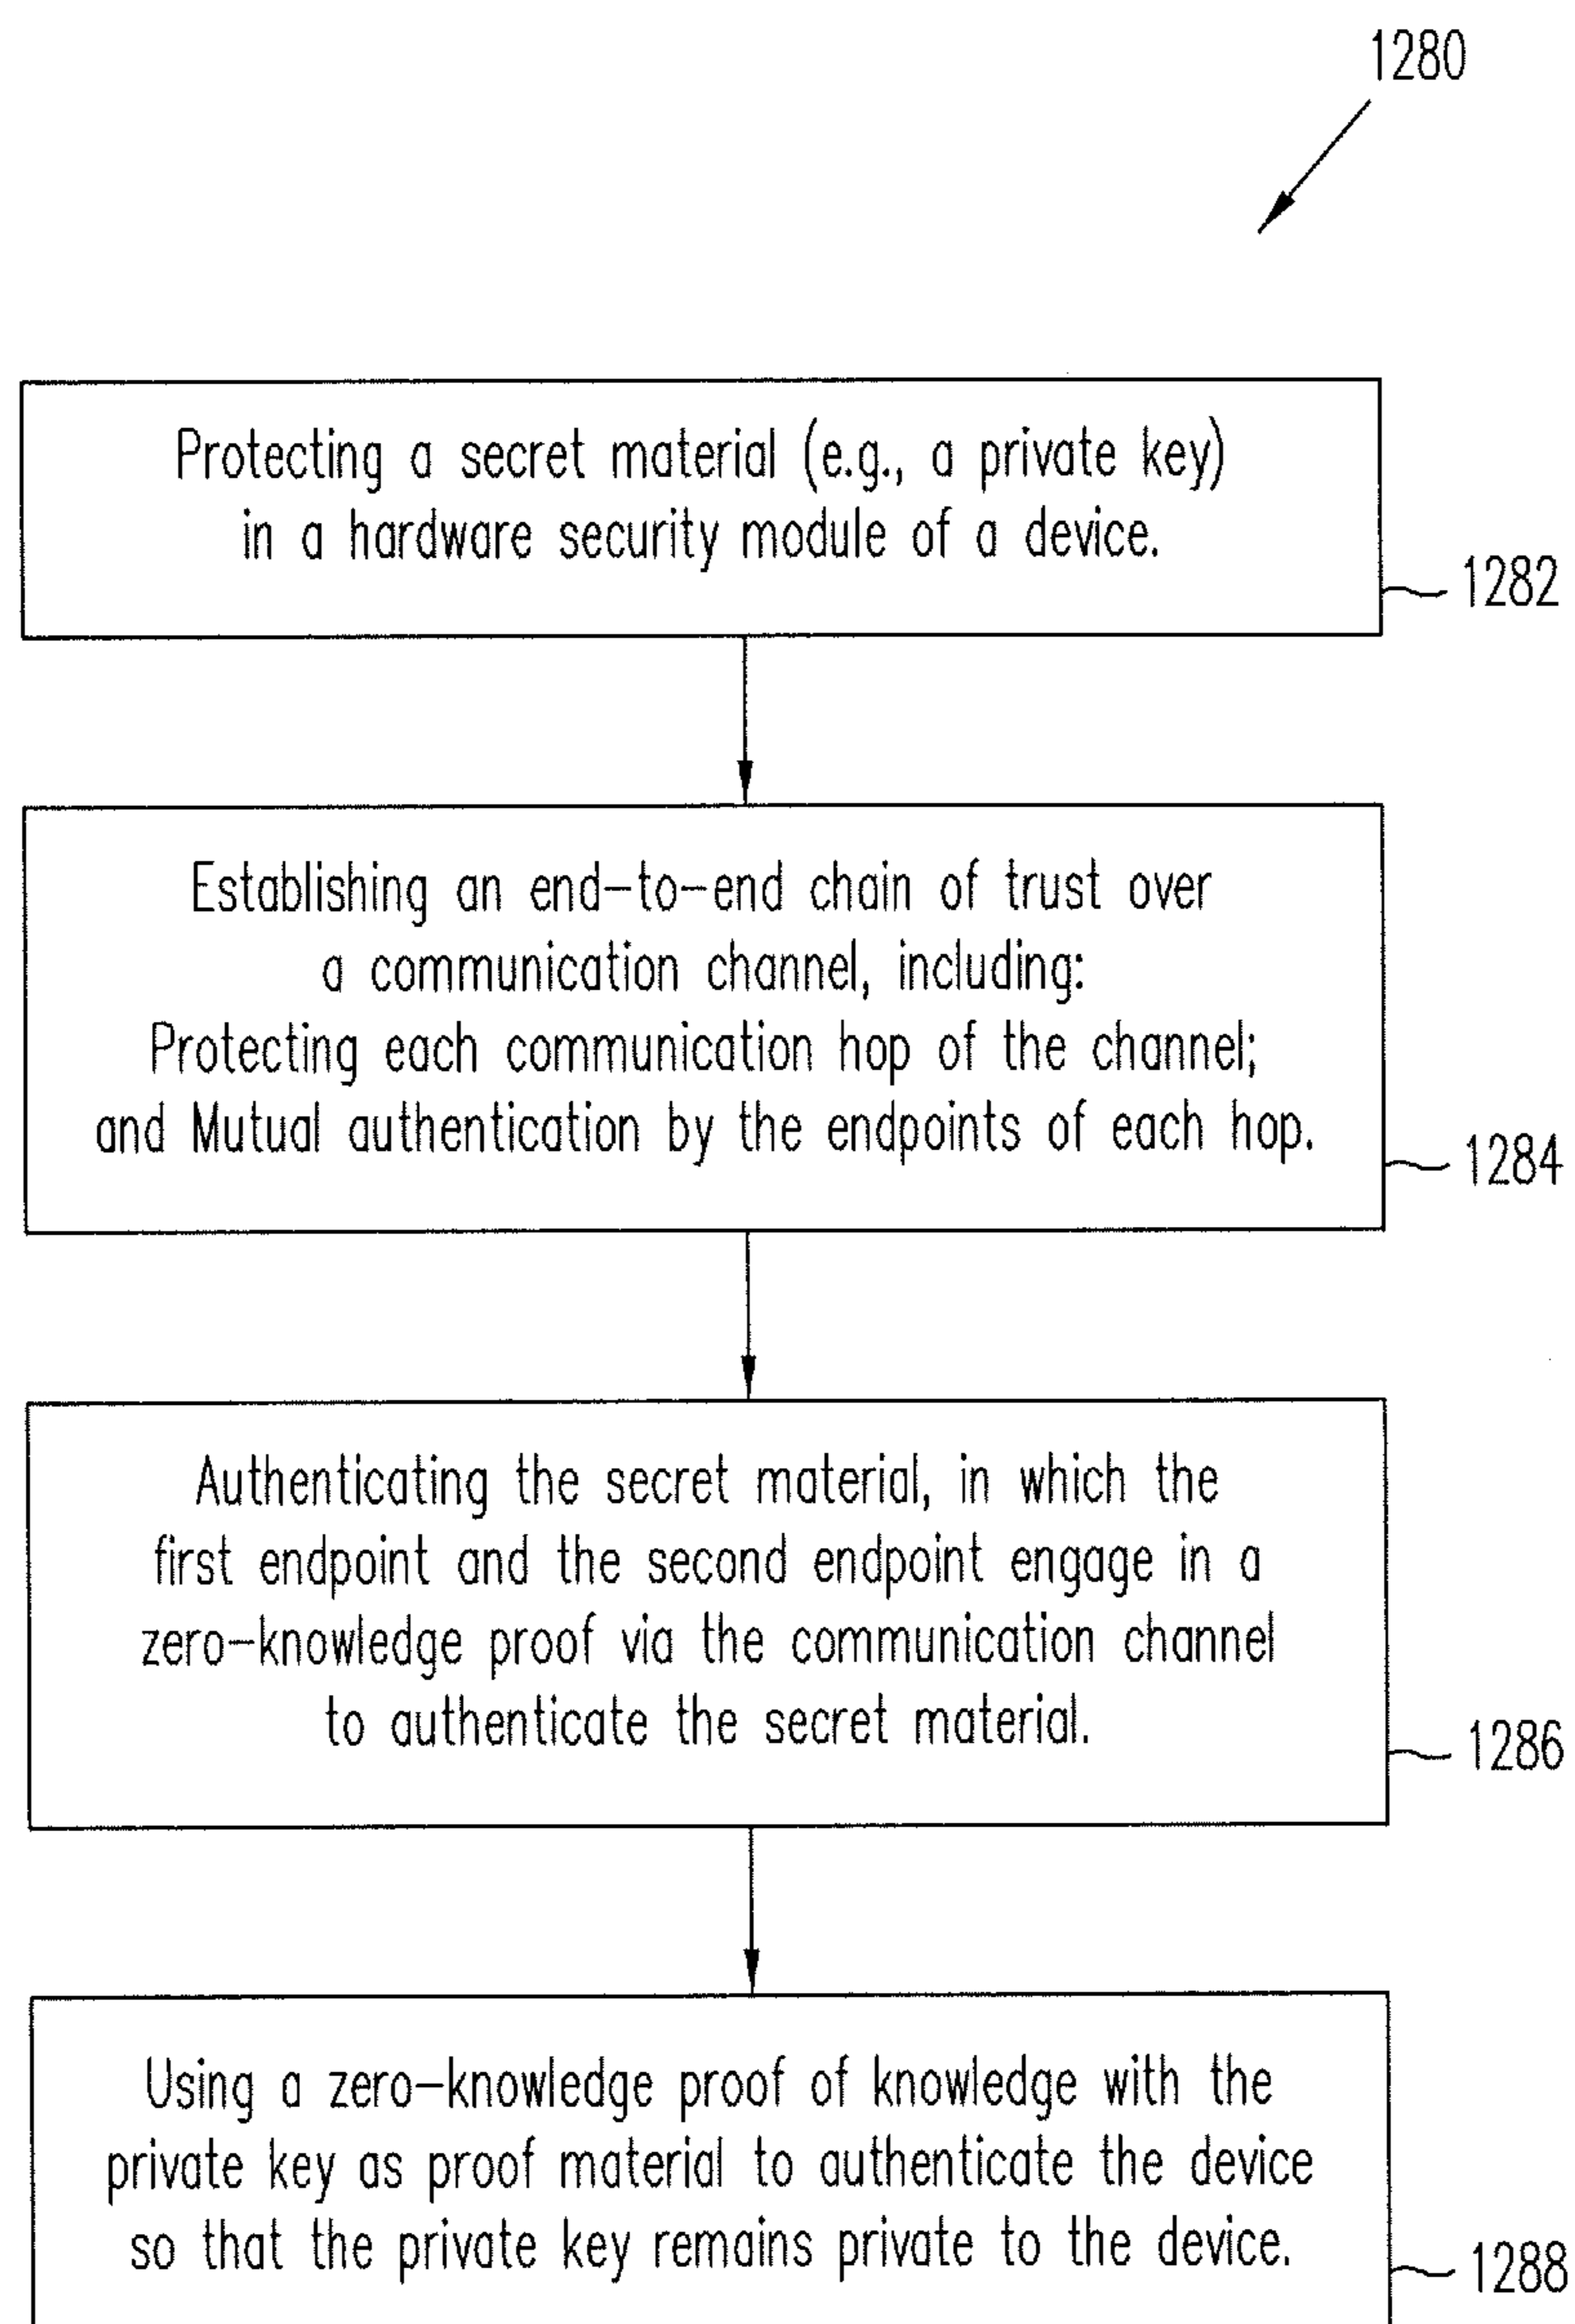 1280
Protecting a secret material (e.g., a private key)
in a hardware security module of a device.
1282
Establishing an end-to-end chain of trust over
a communication channel, including:
Protecting each communication hop of the channel;
and Mutual authentication by the endpoints of each hop.
1284
Authenticating the secret material, in which the
first endpoint and the second endpoint engage in a
zero-knowledge proof via the communication channel
to authenticate the secret material.
1286
Using a zero-knowledge proof of knowledge with the
private key as proof material to authenticate the device
so that the private key remains private to the device.
1288